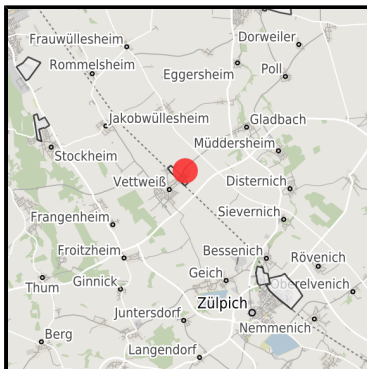 Frauwüllesheim
Dorweiler
Rommelsheim
Eggersheim
Poll
Jakobwüllesheim
Gladbach
Stockheim
Müddersheim
Vettweiß
Disternich
Sievernich
Frangenheim
Froitzheim
Bessenich
Rövenich
Thum
Ginnick
Geich
Oberelvenich
Zülpich
Juntersdorf
Nemmenich
Berg
Langendorf